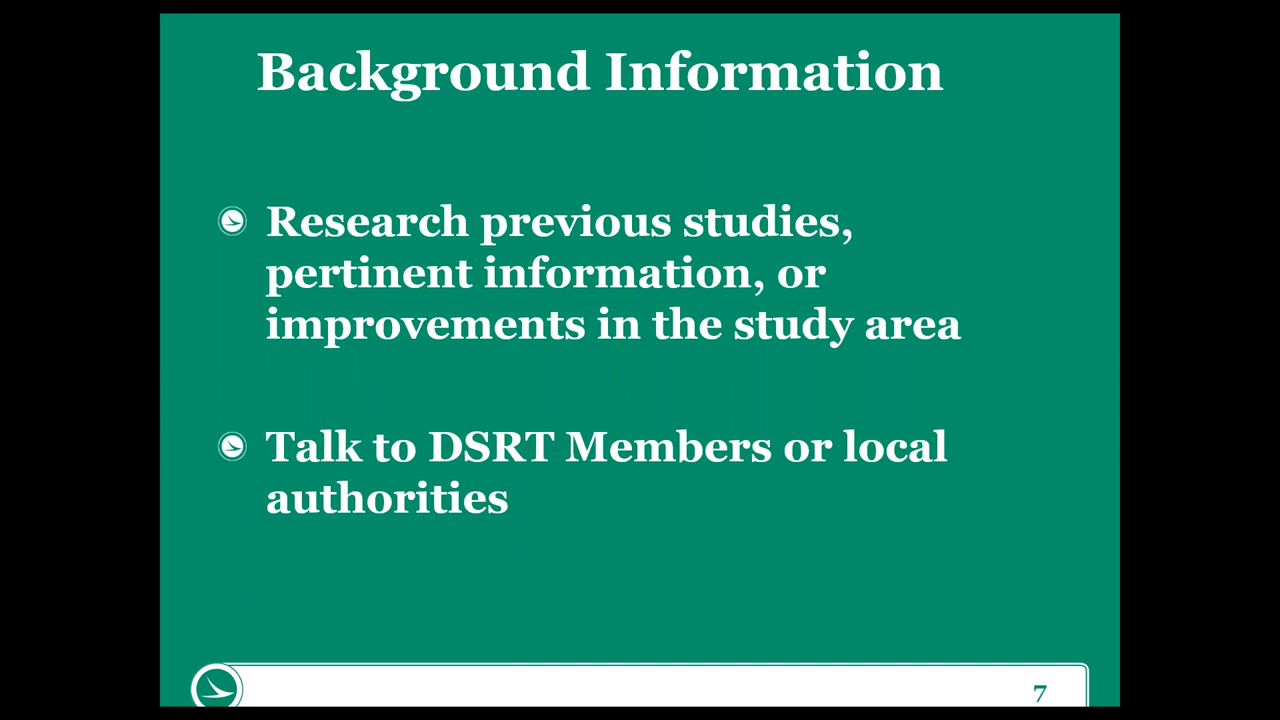 Background Information
Research previous studies,
pertinent information, or
improvements in the study area
Talk to DSRT Members or local
authorities
7